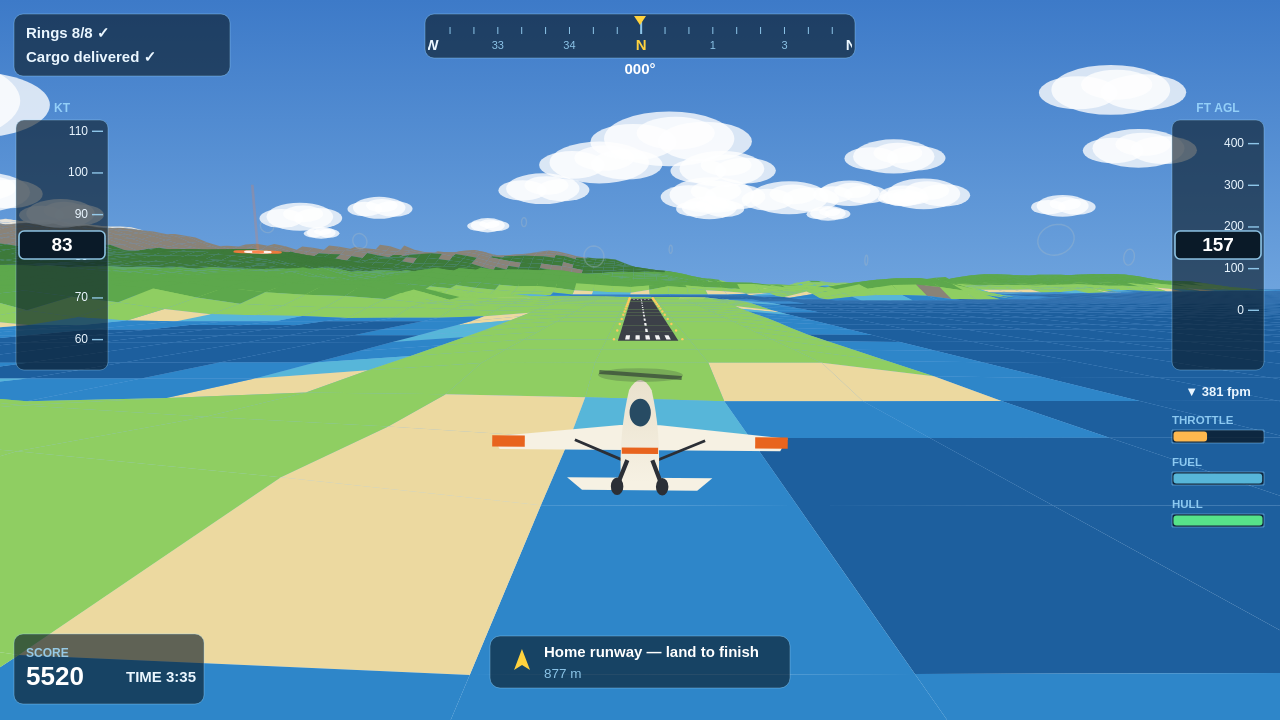 Rings 8/8 ✓
Cargo delivered ✓
33 34 N 1 3
000°
KT
110
100
90
83
70
60
FT AGL
400
300
200
157
100
0
▼ 381 fpm
THROTTLE
FUEL
HULL
SCORE
5520
TIME 3:35
Home runway — land to finish
877 m